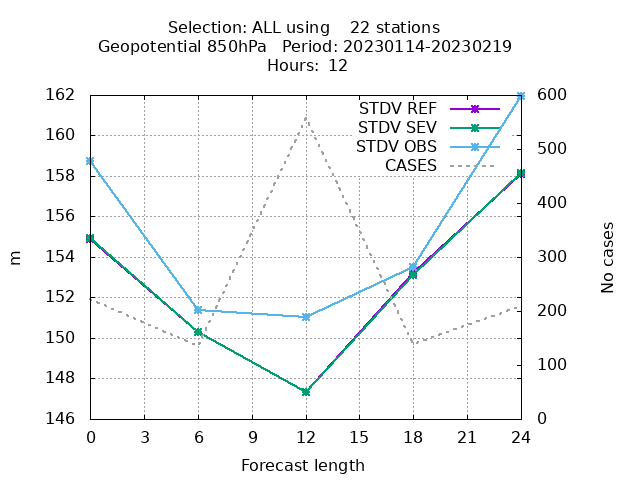 Selection: ALL using    22 stations
Geopotential 850hPa   Period: 20230114-20230219
Hours:  12
STDV REF
STDV SEV
STDV OBS
CASES
162
160
158
156
154
152
150
148
146
m
600
500
400
300
200
100
0
No cases
0 3 6 9 12 15 18 21 24
Forecast length